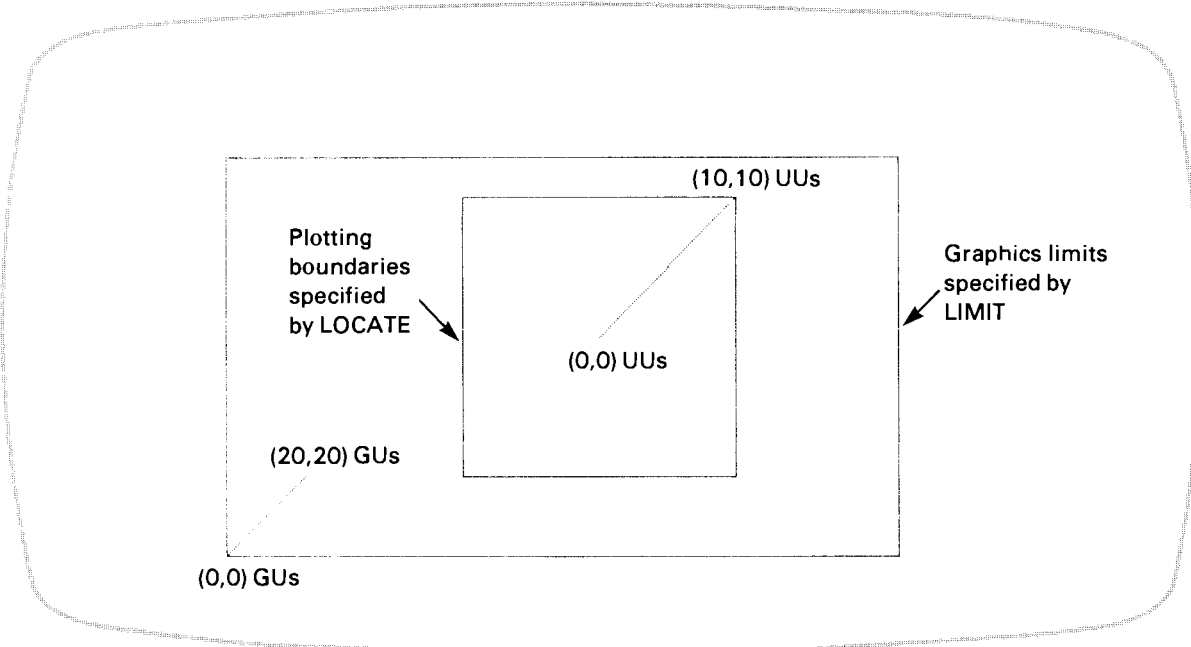 (10,10) UUs
Plotting
boundaries
specified
by LOCATE
Graphics limits
specified by
LIMIT
(0,0) UUs
(20,20) GUs
(0,0) GUs